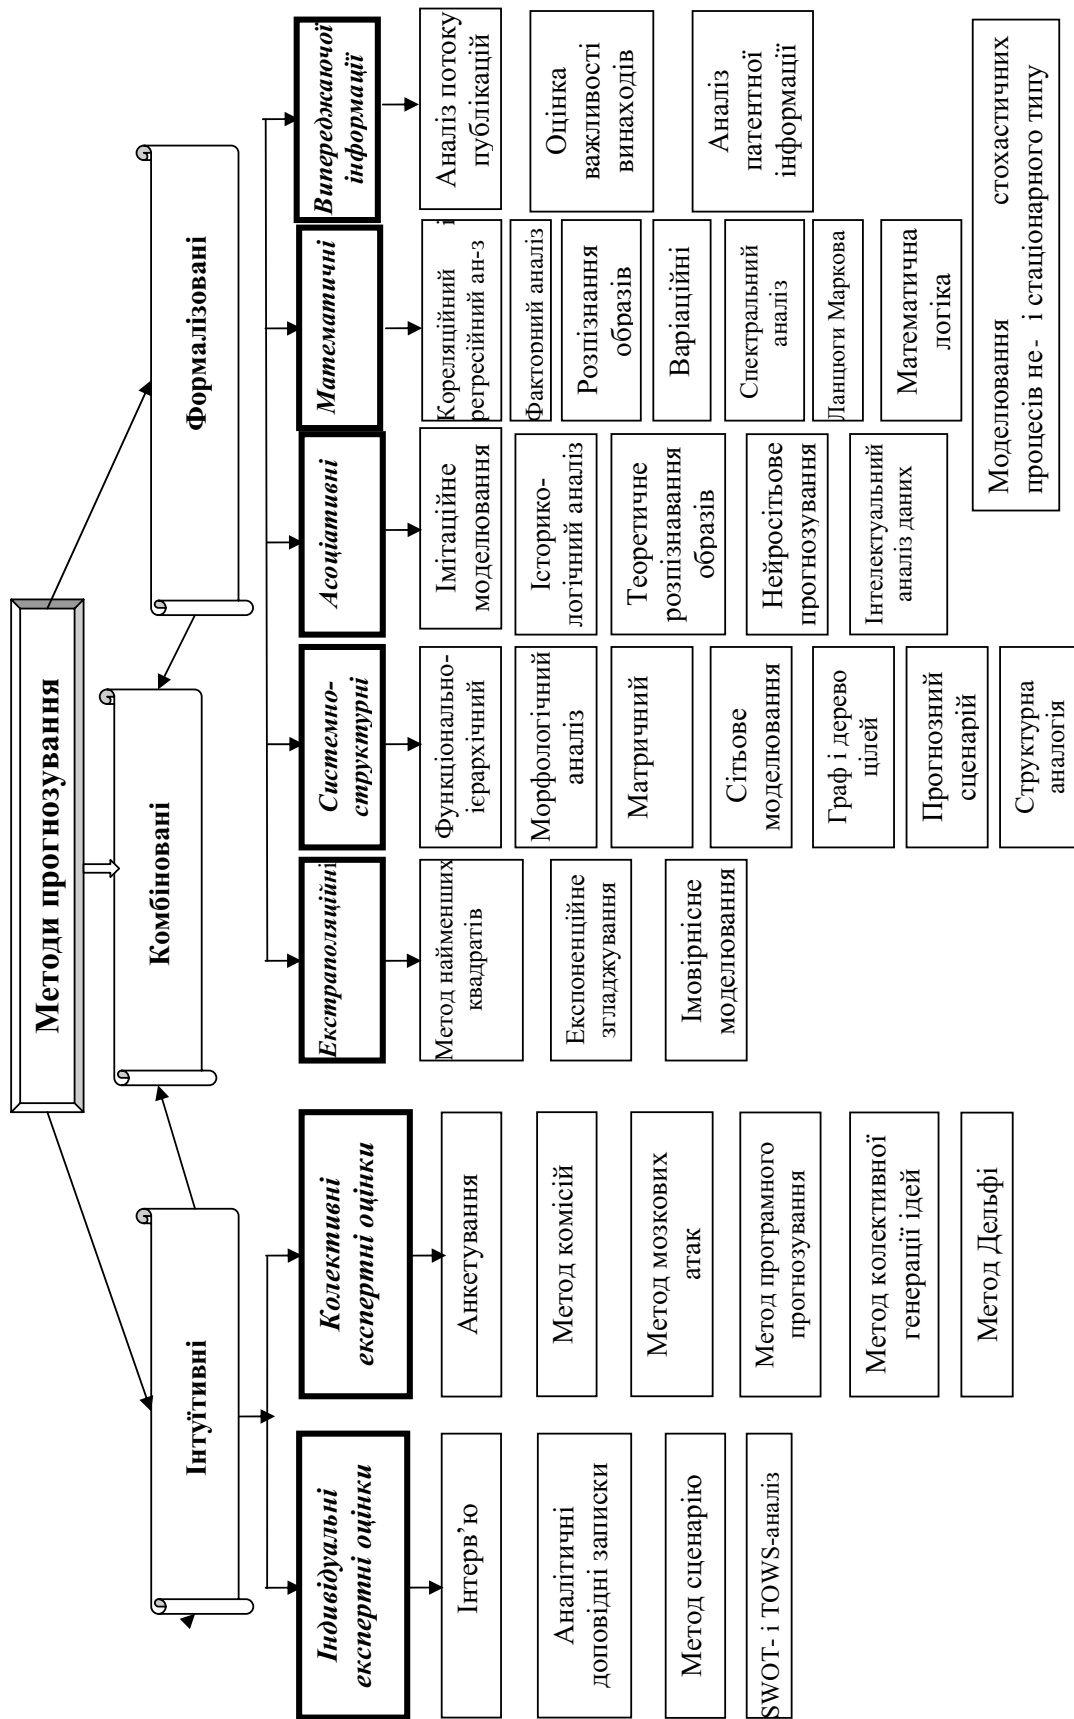 Методи прогнозування
Інтуїтивні
Комбіновані
Формалізовані
Індивідуальні
експертні оцінки
Колективні
експертні оцінки
Екстраполяційні
Системно-
структурні
Асоціативні
Математичні
Випереджаючої
інформації
Інтерв’ю
Аналітичні
доповідні записки
Метод сценарію
SWOT- і TOWS-аналіз
Анкетування
Метод комісій
Метод мозкових
атак
Метод програмного
прогнозування
Метод колективної
генерації ідей
Метод Дельфі
Метод найменших
квадратів
Експоненційне
згладжування
Імовірнісне
моделювання
Функціонально-
ієрархічний
Морфологічний
аналіз
Матричний
Сітьове
моделювання
Граф і дерево
цілей
Прогнозний
сценарій
Структурна
аналогія
Імітаційне
моделювання
Історико-
логічний аналіз
Теоретичне
розпізнавання
образів
Нейросітьове
прогнозування
Інтелектуальний
аналіз даних
Кореляційний і
регресійний ан-з
Факторний аналіз
Розпізнання
образів
Варіаційні
Спектральний
аналіз
Ланцюги Маркова
Математична
логіка
Аналіз потоку
публікацій
Оцінка
важливості
винаходів
Аналіз
патентної
інформації
Моделювання стохастичних
процесів не- і стаціонарного типу